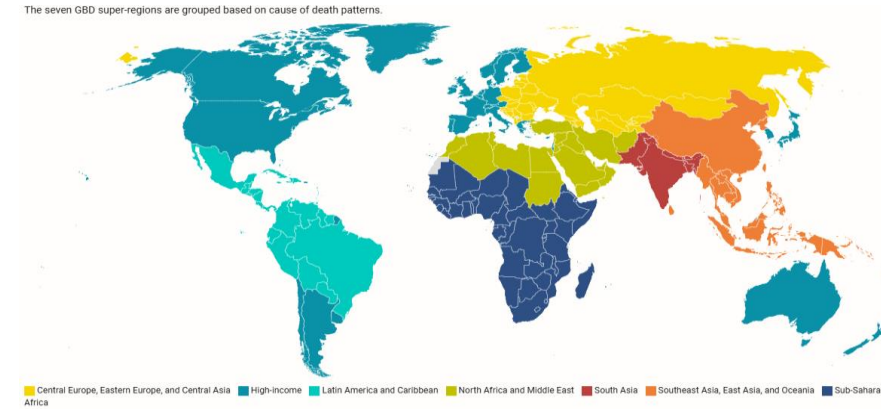 The seven GBD super-regions are grouped based on cause of death patterns.
Central Europe, Eastern Europe, and Central Asia High-income Latin America and Caribbean North Africa and Middle East South Asia Southeast Asia, East Asia, and Oceania Sub-Sahara
Africa